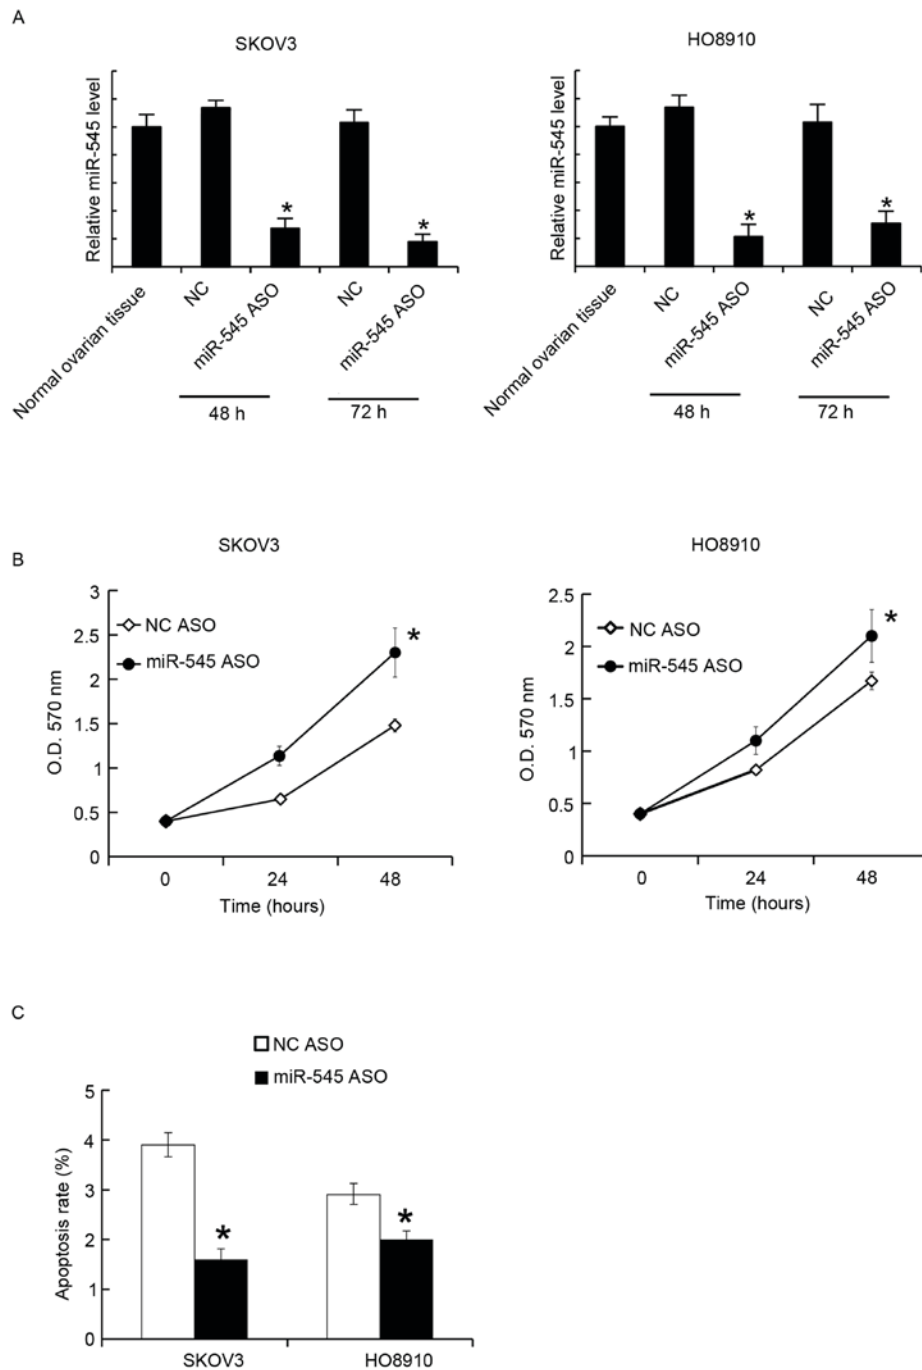 A
SKOV3
HO8910
Relative miR-545 level
*
*
Normal ovarian tissue
NC
miR-545 ASO
NC
miR-545 ASO
48 h
72 h
Relative miR-545 level
*
*
Normal ovarian tissue
NC
miR-545 ASO
NC
miR-545 ASO
48 h
72 h
B
SKOV3
HO8910
O.D. 570 nm
3
2.5
2
1.5
1
0.5
0
NC ASO
miR-545 ASO
*
0
24
48
Time (hours)
O.D. 570 nm
2.5
2
1.5
1
0.5
0
NC ASO
miR-545 ASO
*
0
24
48
Time (hours)
C
NC ASO
miR-545 ASO
Apoptosis rate (%)
5
4
3
2
1
0
*
*
SKOV3
HO8910